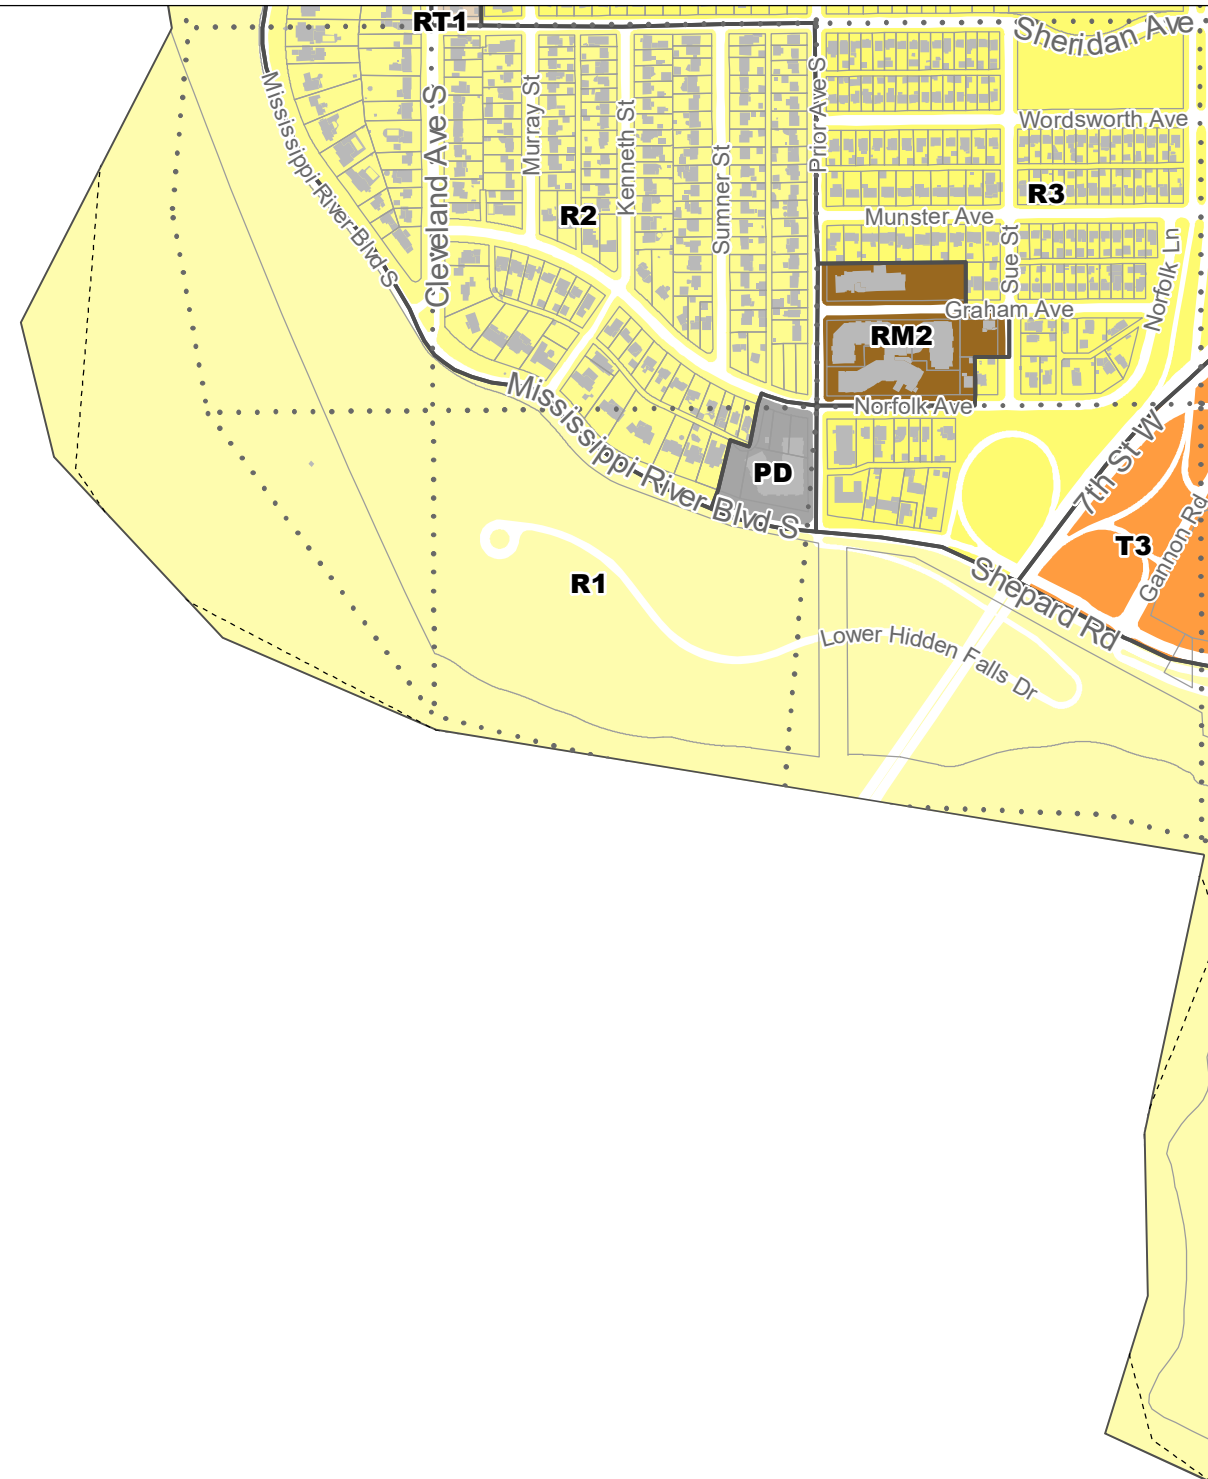 RT1
Sheridan Ave
Mississippi River Blvd S
Cleveland Ave S
Murray St
Kenneth St
Sumner St
Prior Ave S
Wordsworth Ave
R3
R2
Munster Ave
Sue St
Norfolk Ln
Graham Ave
RM2
Norfolk Ave
Mississippi River Blvd S
PD
7th St W
T3
Gannon Rd
R1
Shepard Rd
Lower Hidden Falls Dr